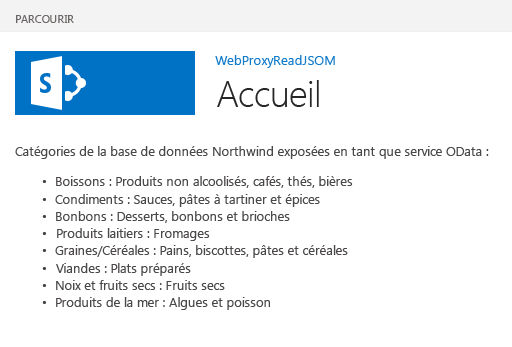 PARCOURIR
S
WebProxyReadJSOM
Accueil
Catégories de la base de données Northwind exposées en tant que service OData :
• Boissons : Produits non alcoolisés, cafés, thés, bières
• Condiments : Sauces, pâtes à tartiner et épices
• Bonbons : Desserts, bonbons et brioches
• Produits laitiers : Fromages
• Graines/Céréales : Pains, biscottes, pâtes et céréales
• Viandes : Plats préparés
• Noix et fruits secs : Fruits secs
• Produits de la mer : Algues et poisson